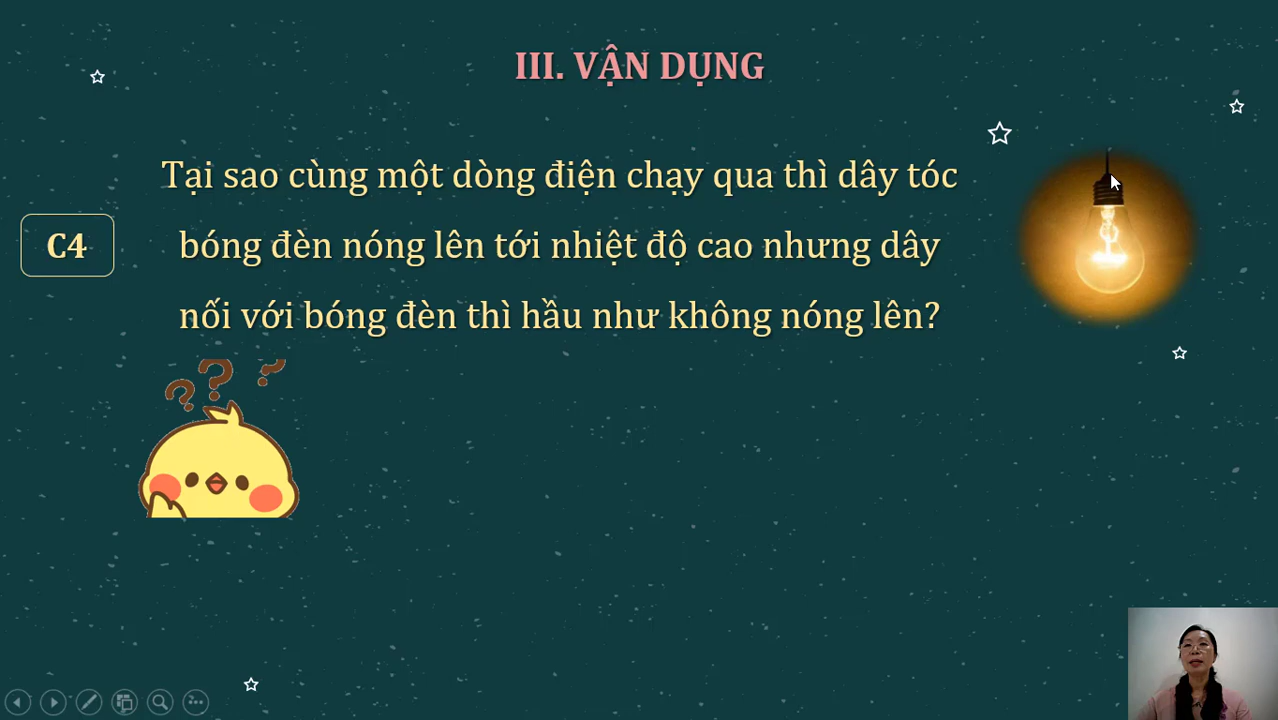 III. VẬN DỤNG
C4
Tại sao cùng một dòng điện chạy qua thì dây tóc
bóng đèn nóng lên tới nhiệt độ cao nhưng dây
nối với bóng đèn thì hầu như không nóng lên?
???